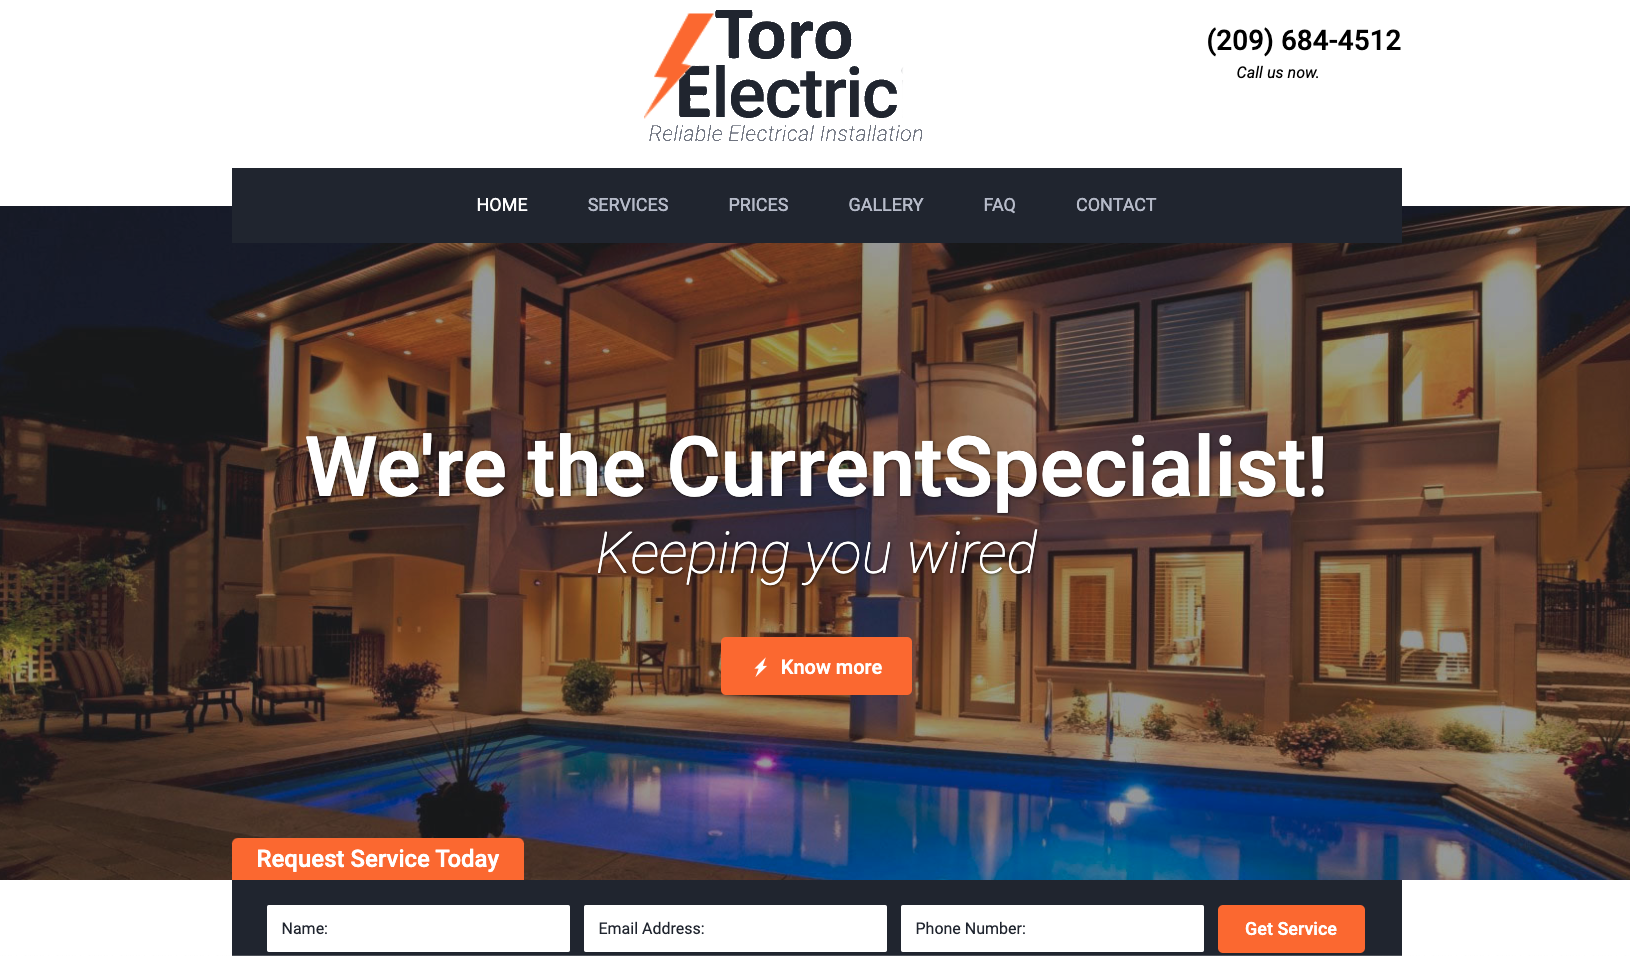 Toro
Electric
Reliable Electrical Installation
(209) 684-4512
Call us now.
HOME SERVICES PRICES GALLERY FAQ CONTACT
We're the CurrentSpecialist!
Keeping you wired
Know more
Request Service Today
Name: Email Address: Phone Number: Get Service